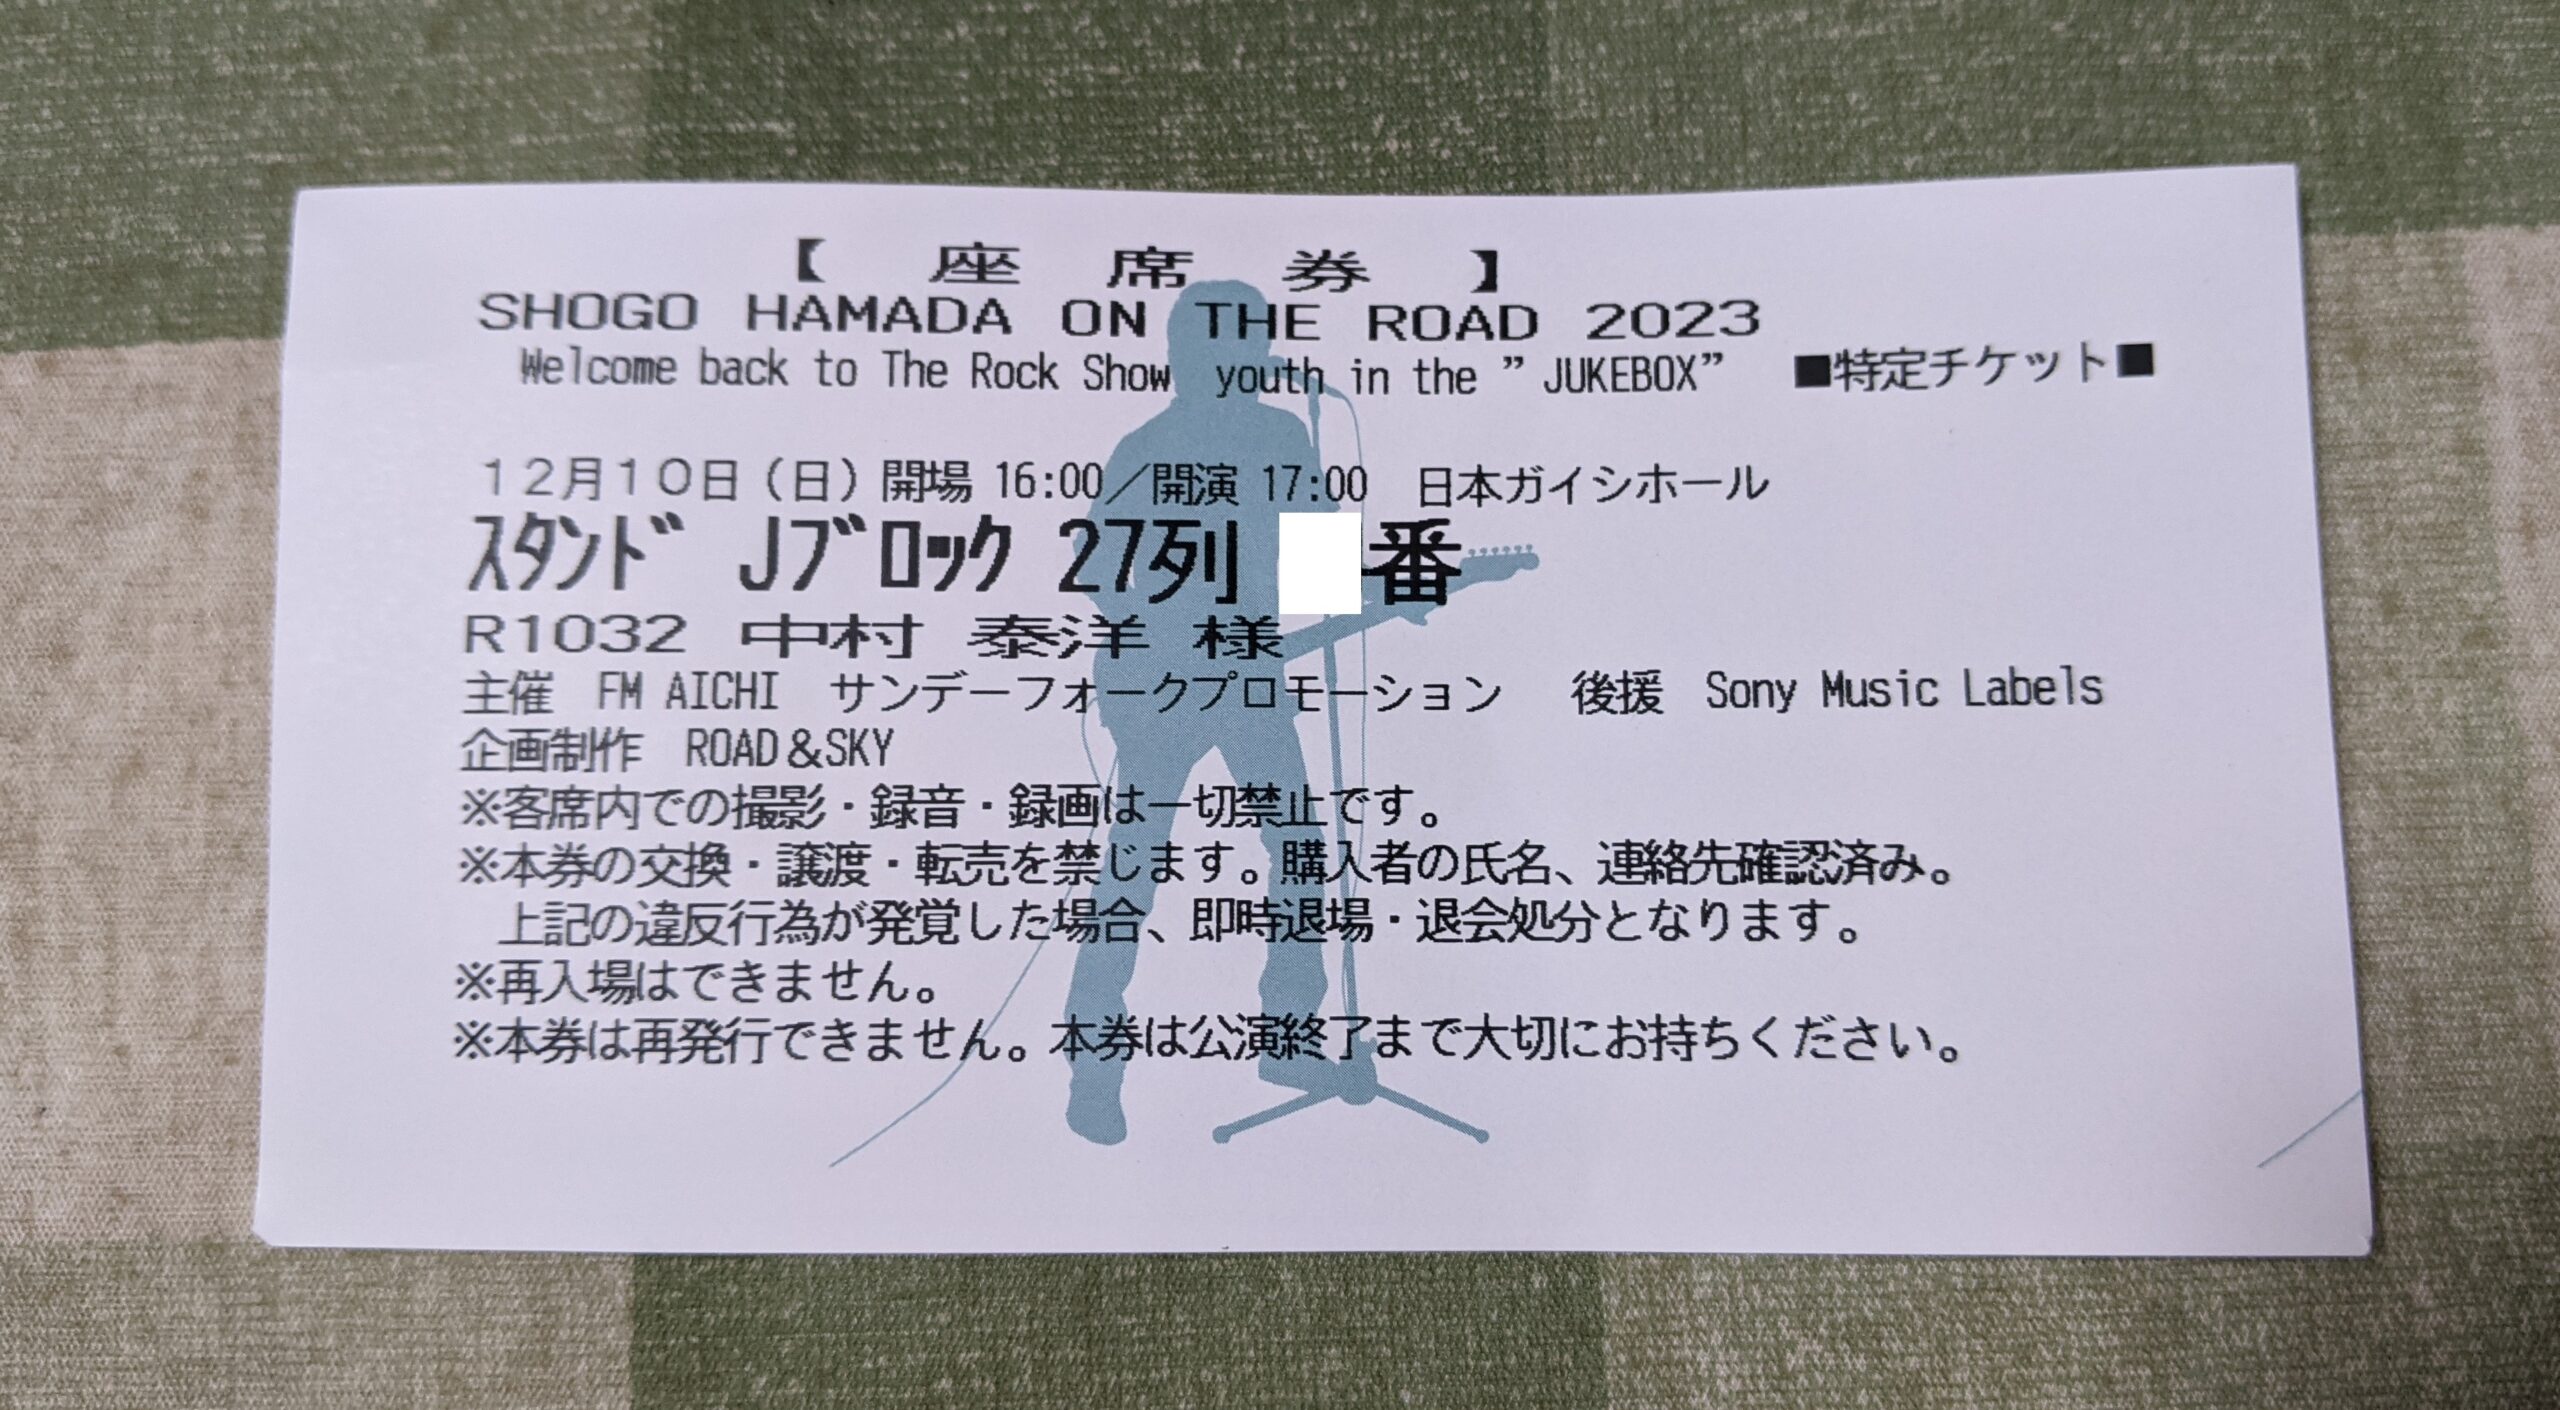 【 座 席 券 】
SHOGO HAMADA ON THE ROAD 2023
Welcome back to The Rock Show youth in the ”JUKEBOX” ■特定チケット■
１２月１０日（日）開場 16:00／開演 17:00 日本ガイシホール
ｽﾀﾝﾄﾞ Jﾌﾞﾛｯｸ 27列 番
R1032 中村 泰洋 様
主催 FM AICHI サンデーフォークプロモーション 後援 Sony Music Labels
企画制作 ROAD＆SKY
※客席内での撮影・録音・録画は一切禁止です。
※本券の交換・譲渡・転売を禁じます。購入者の氏名、連絡先確認済み。
上記の違反行為が発覚した場合、即時退場・退会処分となります。
※再入場はできません。
※本券は再発行できません。本券は公演終了まで大切にお持ちください。